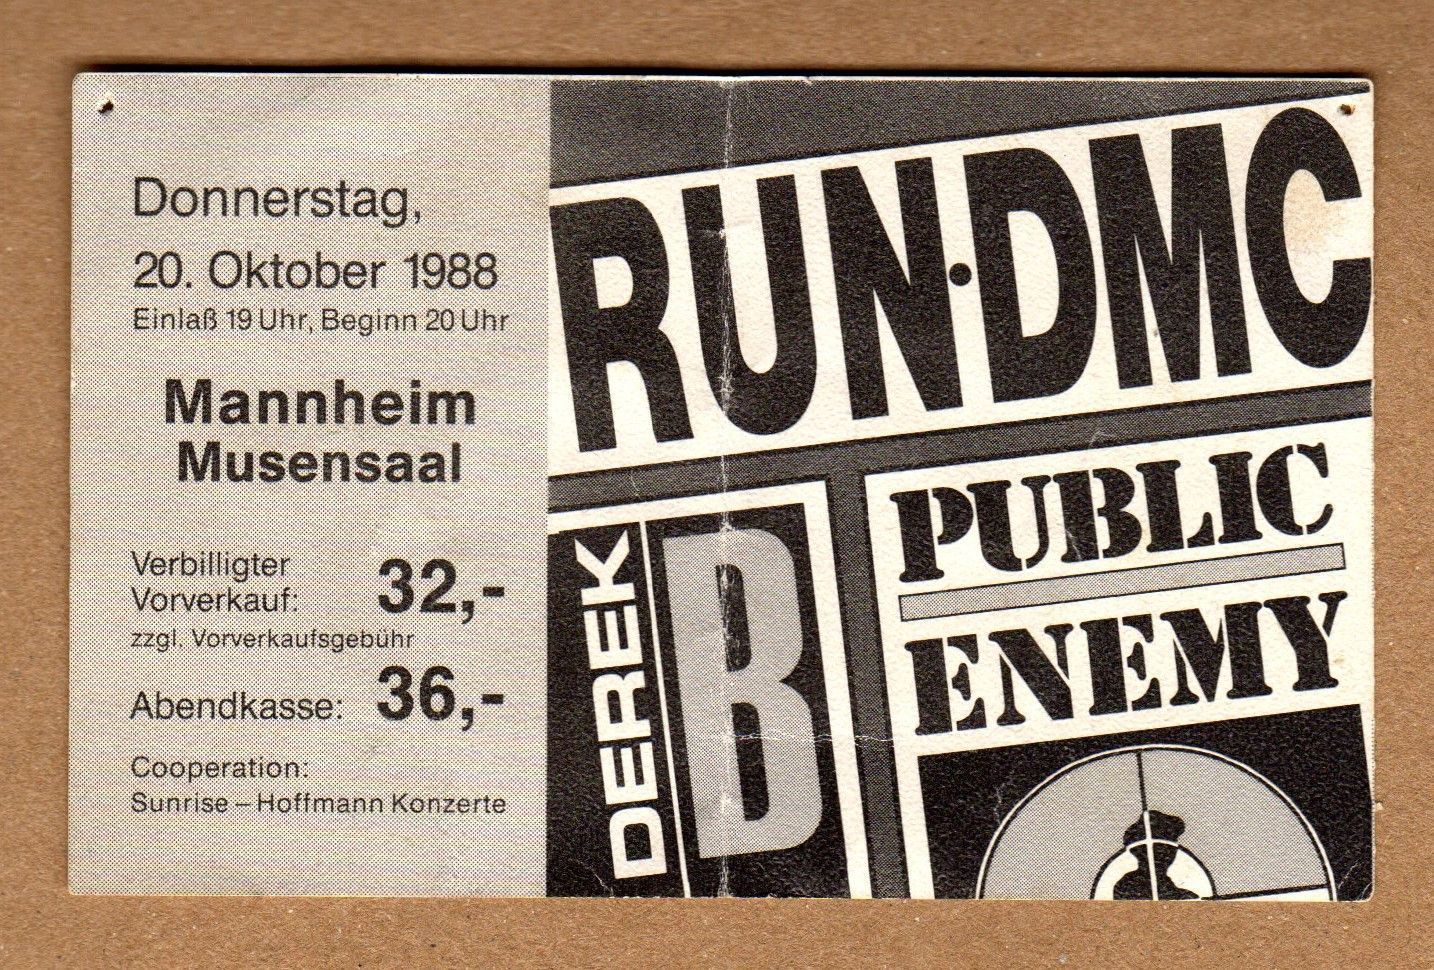 Donnerstag,
20. Oktober 1988
Einlaß 19 Uhr, Beginn 20 Uhr
Mannheim
Musensaal
Verbilligter
Vorverkauf: 32,-
zzgl. Vorverkaufsgebühr
Abendkasse: 36,-
Cooperation:
Sunrise – Hoffmann Konzerte
RUN·DMC
DEREK
B
PUBLIC
ENEMY